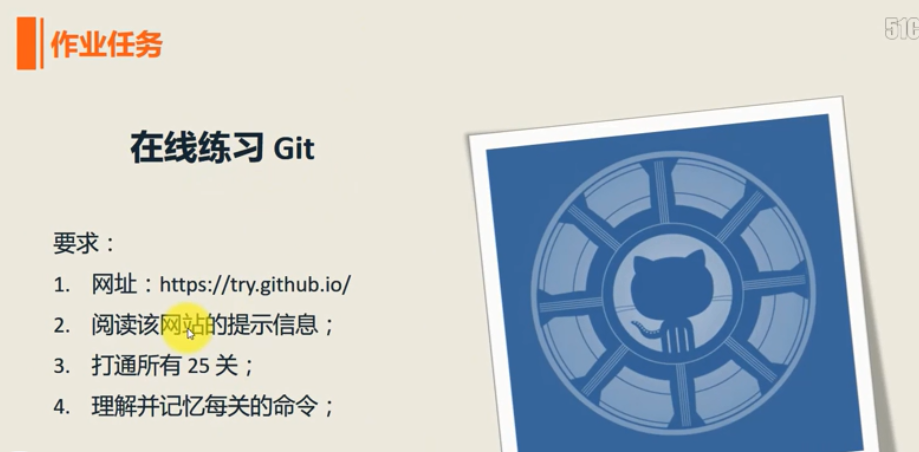 作业任务
在线练习 Git
要求：
1. 网址：https://try.github.io/
2. 阅读该网站的提示信息；
3. 打通所有 25 关；
4. 理解并记忆每关的命令；